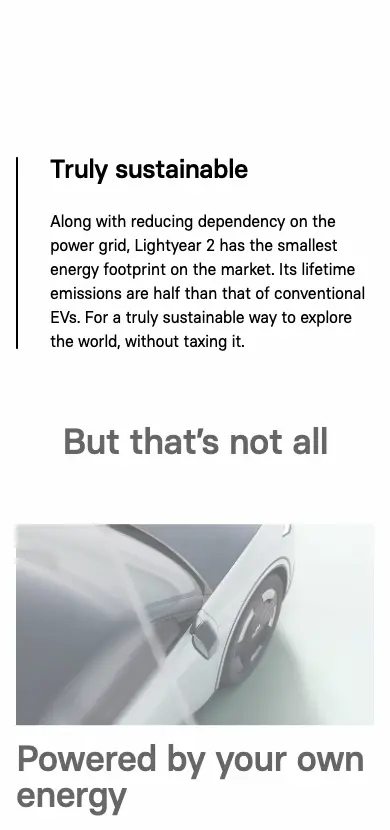 Truly sustainable
Along with reducing dependency on the
power grid, Lightyear 2 has the smallest
energy footprint on the market. Its lifetime
emissions are half than that of conventional
EVs. For a truly sustainable way to explore
the world, without taxing it.
But that's not all
Powered by your own
energy